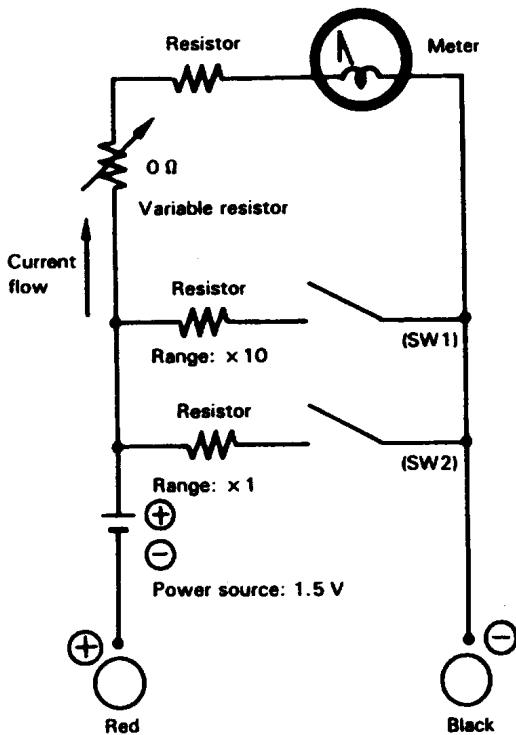 Resistor
Meter
0 Ω
Variable resistor
Current
flow
Resistor
Range: x 10
(SW1)
Resistor
Range: x 1
(SW2)
+
−
Power source: 1.5 V
+
−
Red
Black